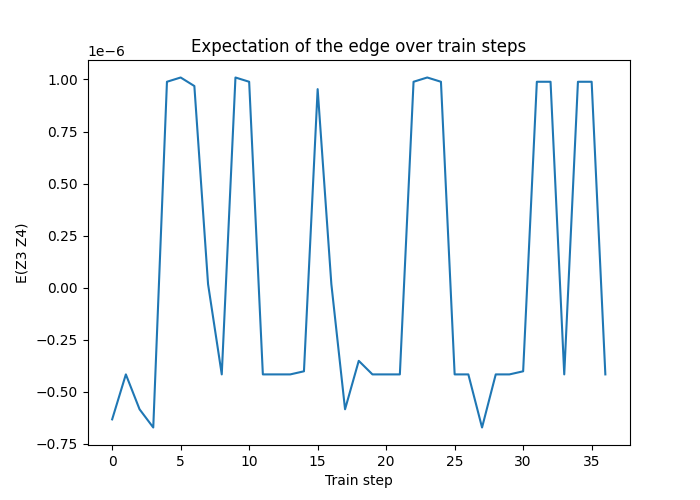 Expectation of the edge over train steps
1e−6
1.00
0.75
0.50
0.25
0.00
−0.25
−0.50
−0.75
E(Z3 Z4)
0 5 10 15 20 25 30 35
Train step